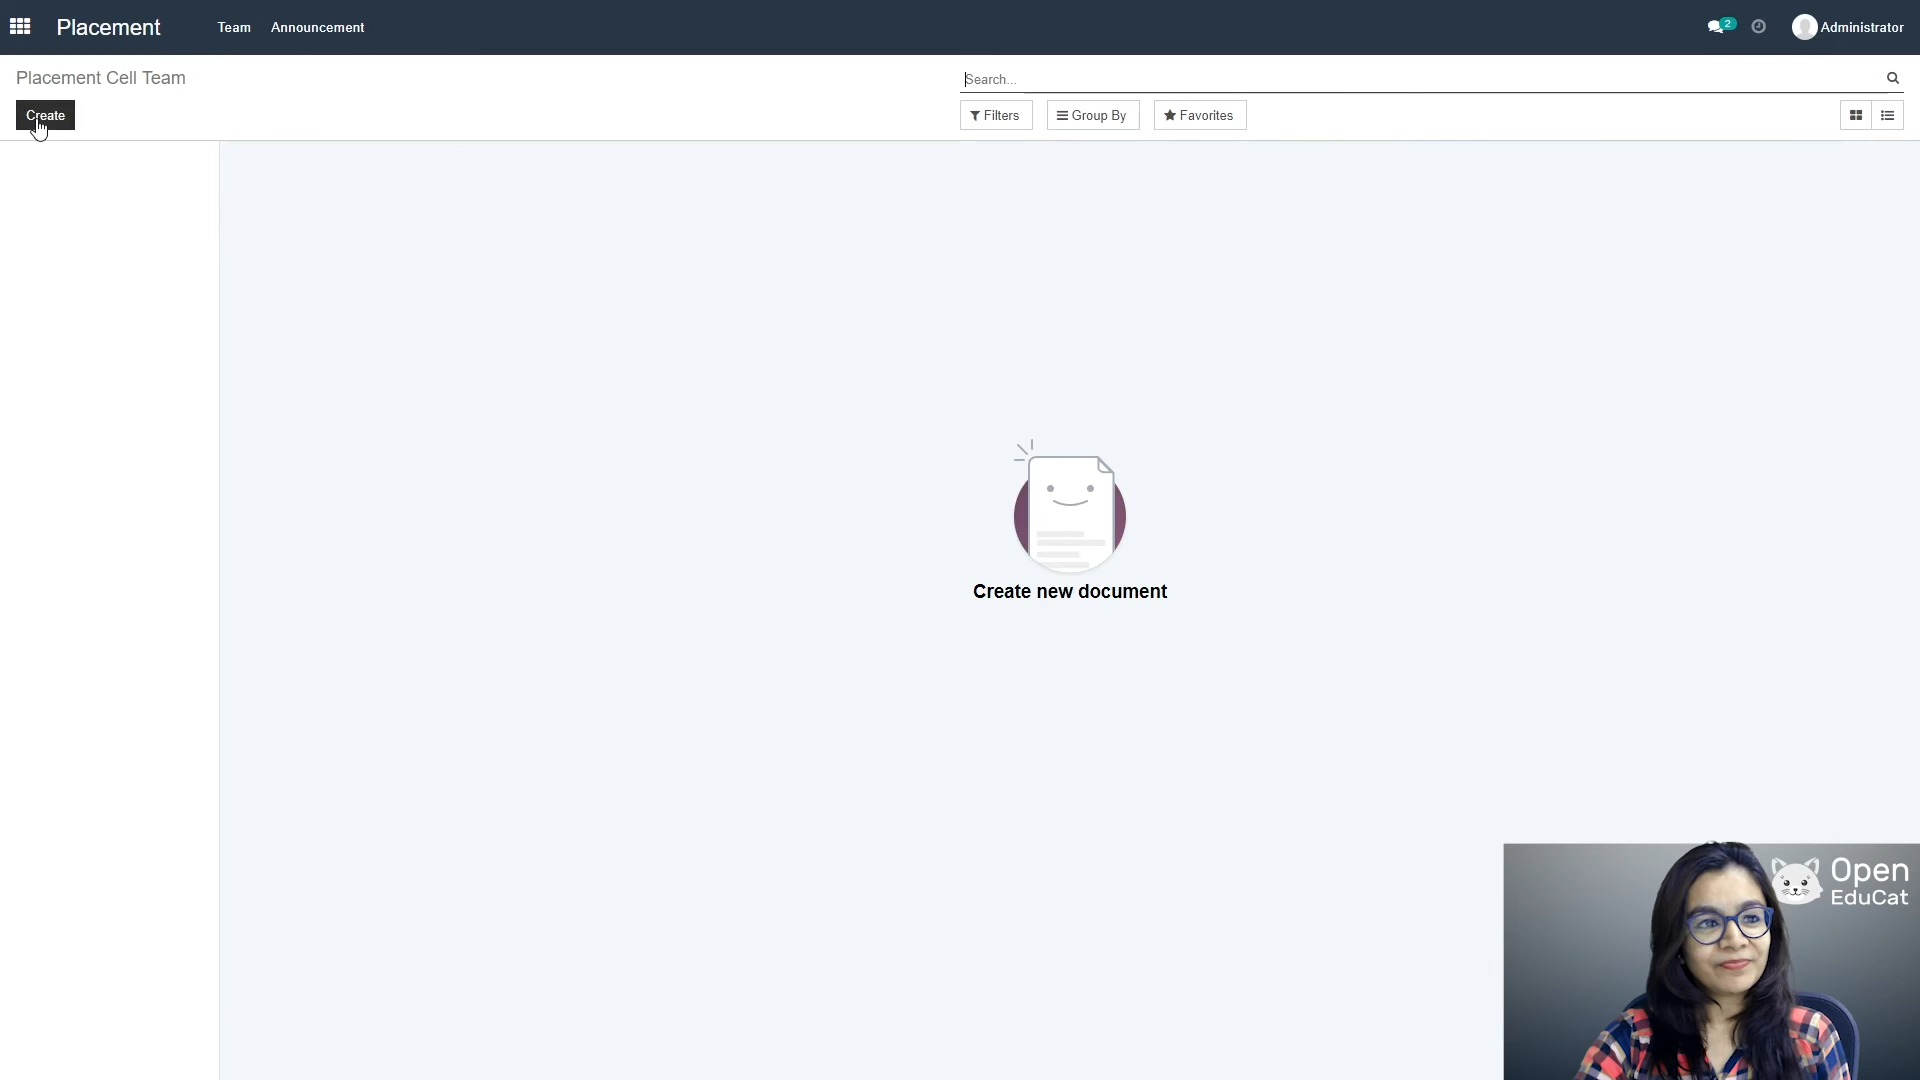 Placement
Team
Announcement
2
Administrator
Placement Cell Team
Search...
Create
Filters
Group By
Favorites
Create new document
Open
EduCat